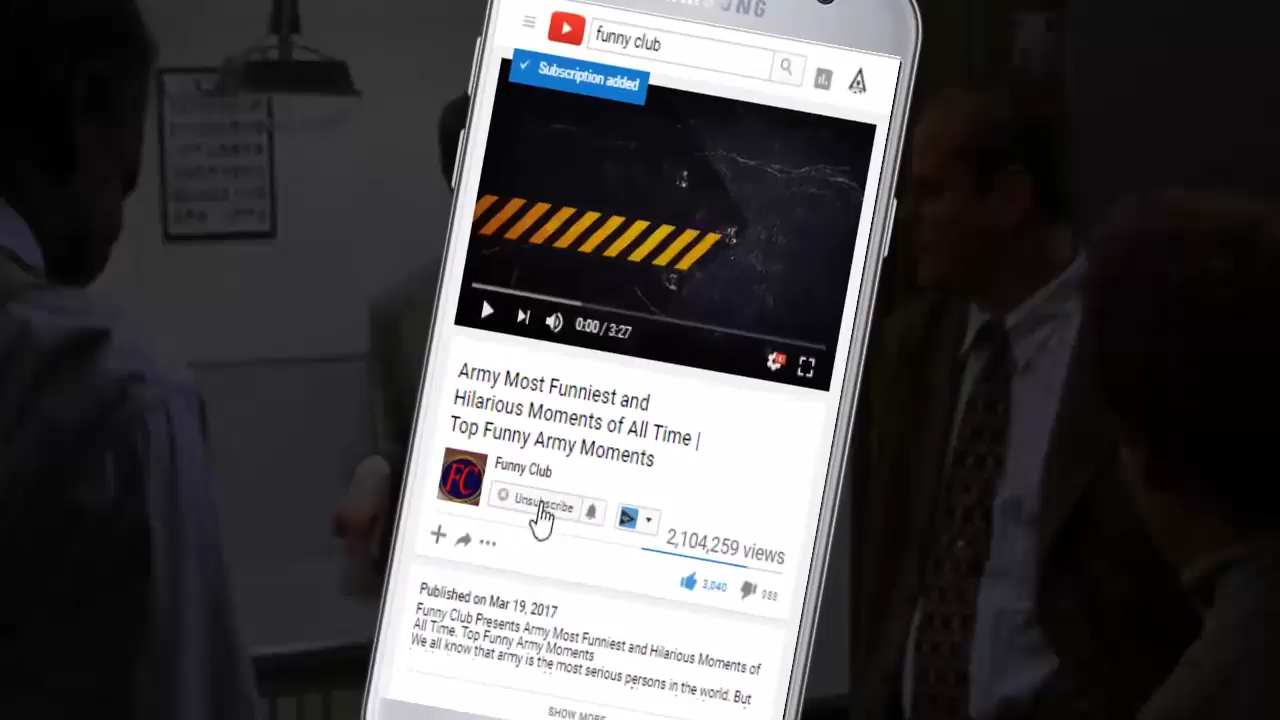 SUNG
funny club
Subscription added
0:00 / 3:27
Army Most Funniest and
Hilarious Moments of All Time |
Top Funny Army Moments
FC
Funny Club
Unsubscribe
2,104,259 views
3,040
988
Published on Mar 19, 2017
Funny Club Presents Army Most Funniest and Hilarious Moments of
All Time. Top Funny Army Moments
We all know that army is the most serious persons in the world. But
SHOW MORE